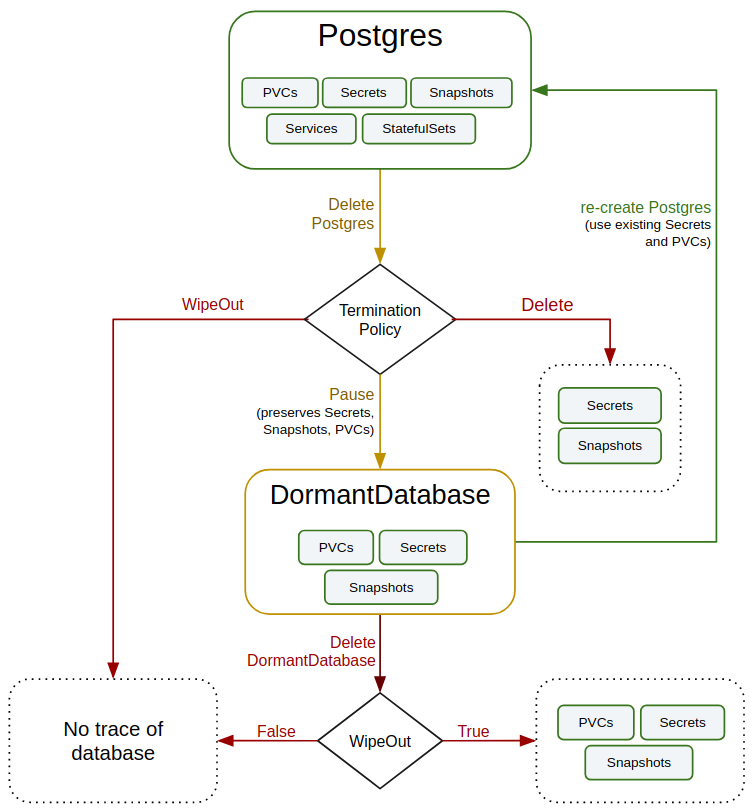 Postgres
PVCs
Secrets
Snapshots
Services
StatefulSets
Delete
Postgres
re-create Postgres
(use existing Secrets
and PVCs)
WipeOut
Termination
Policy
Delete
Pause
(preserves Secrets,
Snapshots, PVCs)
Secrets
Snapshots
DormantDatabase
PVCs
Secrets
Snapshots
Delete
DormantDatabase
No trace of
database
False
WipeOut
True
PVCs
Secrets
Snapshots